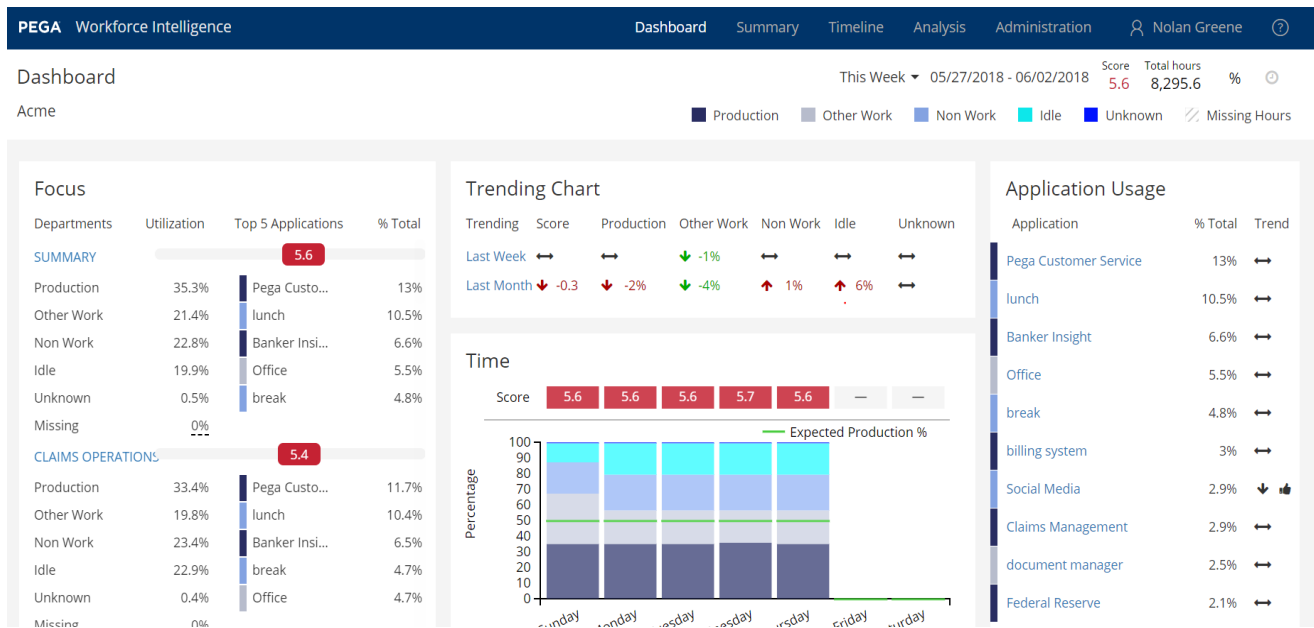 PEGA Workforce Intelligence Dashboard Summary Timeline Analysis Administration Nolan Greene ?
Dashboard This Week 05/27/2018 - 06/02/2018 Score 5.6 Total hours 8,295.6 %
Acme Production Other Work Non Work Idle Unknown Missing Hours
Focus
Departments Utilization Top 5 Applications % Total
SUMMARY 5.6
Production 35.3% Pega Custo... 13%
Other Work 21.4% lunch 10.5%
Non Work 22.8% Banker Insi... 6.6%
Idle 19.9% Office 5.5%
Unknown 0.5% break 4.8%
Missing 0%
CLAIMS OPERATIONS 5.4
Production 33.4% Pega Custo... 11.7%
Other Work 19.8% lunch 10.4%
Non Work 23.4% Banker Insi... 6.5%
Idle 22.9% break 4.7%
Unknown 0.4% Office 4.7%
Missing 0%
Trending Chart
Trending Score Production Other Work Non Work Idle Unknown
Last Week -1%
Last Month -0.3 -2% -4% 1% 6%
Time
Score 5.6 5.6 5.6 5.7 5.6 — —
Expected Production %
Percentage
100
90
80
70
60
50
40
30
20
10
0
Friday
Application Usage
Application % Total Trend
Pega Customer Service 13%
lunch 10.5%
Banker Insight 6.6%
Office 5.5%
break 4.8%
billing system 3%
Social Media 2.9%
Claims Management 2.9%
document manager 2.5%
Federal Reserve 2.1%